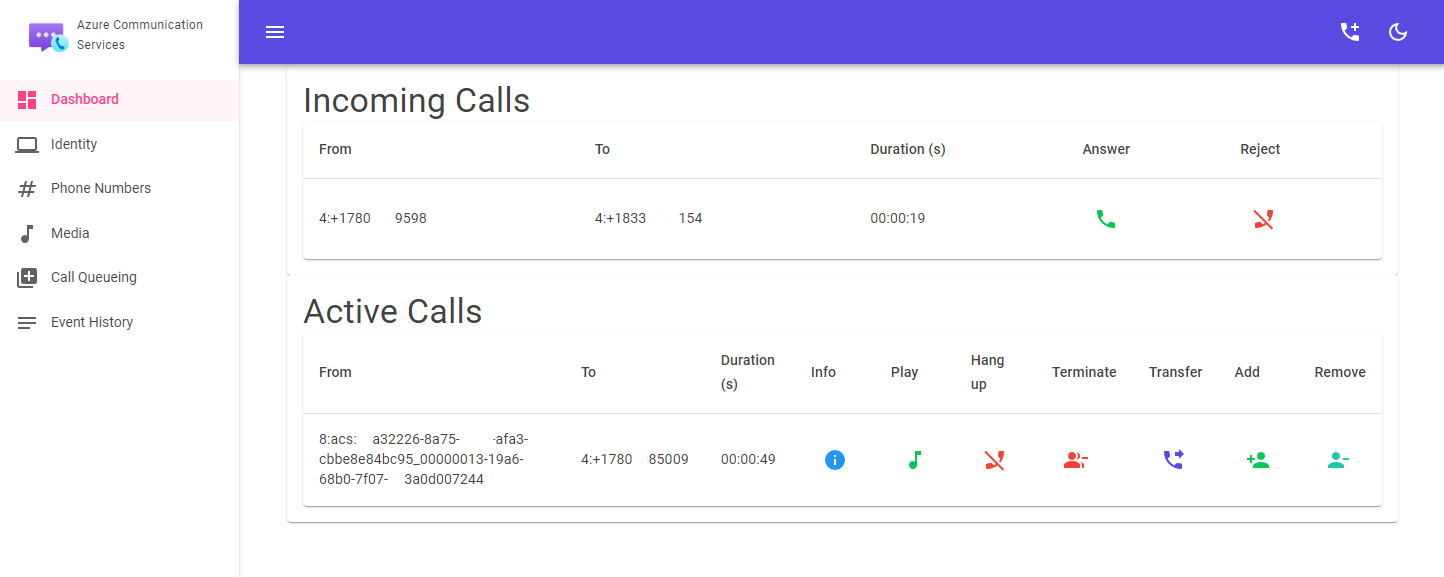 Azure Communication
Services
Dashboard
Identity
Phone Numbers
Media
Call Queueing
Event History
Incoming Calls
From To Duration (s) Answer Reject
4:+1780 9598 4:+1833 154 00:00:19
Active Calls
From To Duration (s) Info Play Hang up Terminate Transfer Add Remove
8:acs: a32226-8a75- -afa3-
cbbe8e84bc95_00000013-19a6-
68b0-7f07- 3a0d007244
4:+1780 85009 00:00:49